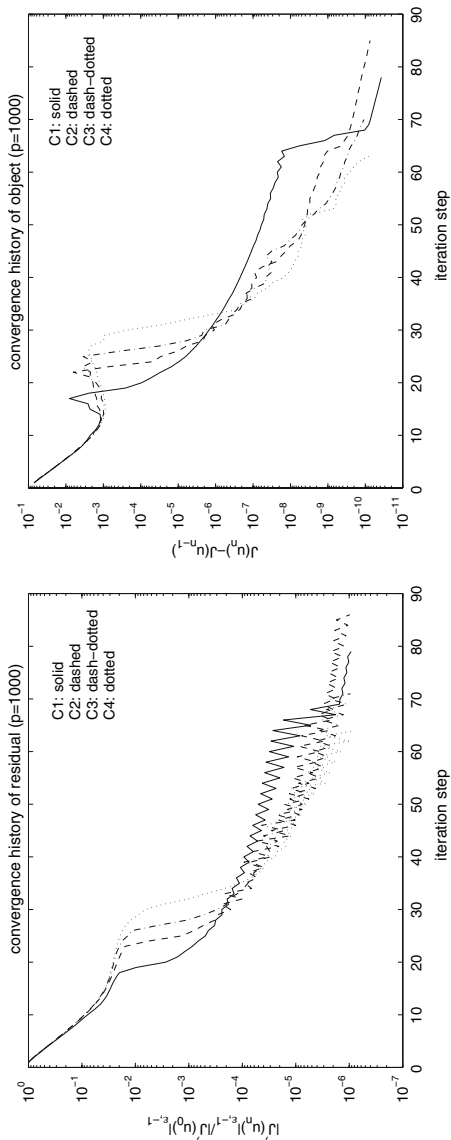 convergence history of residual (p=1000)
C1: solid
C2: dashed
C3: dash-dotted
C4: dotted
10^0
10^-1
10^-2
10^-3
10^-4
10^-5
10^-6
10^-7
0 10 20 30 40 50 60 70 80 90
iteration step
|J'(u_n)|_{ε,-1}/|J'(u_0)|_{ε,-1}
convergence history of object (p=1000)
C1: solid
C2: dashed
C3: dash-dotted
C4: dotted
10^-1
10^-2
10^-3
10^-4
10^-5
10^-6
10^-7
10^-8
10^-9
10^-10
10^-11
0 10 20 30 40 50 60 70 80 90
iteration step
J(u_n)-J(u_{n-1})